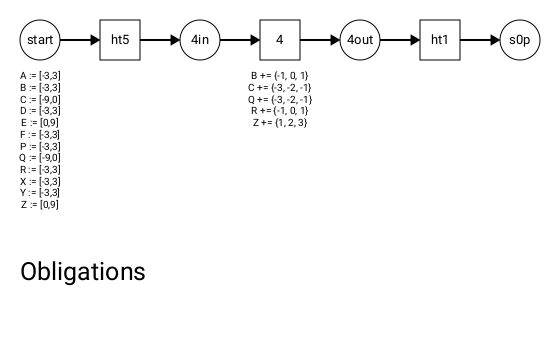 start ht5 4in 4 4out ht1 s0p
A := [-3,3]
B := [-3,3]
C := [-9,0]
D := [-3,3]
E := [0,9]
F := [-3,3]
P := [-3,3]
Q := [-9,0]
R := [-3,3]
X := [-3,3]
Y := [-3,3]
Z := [0,9]
B += {-1, 0, 1}
C += {-3, -2, -1}
Q += {-3, -2, -1}
R += {-1, 0, 1}
Z += {1, 2, 3}
Obligations